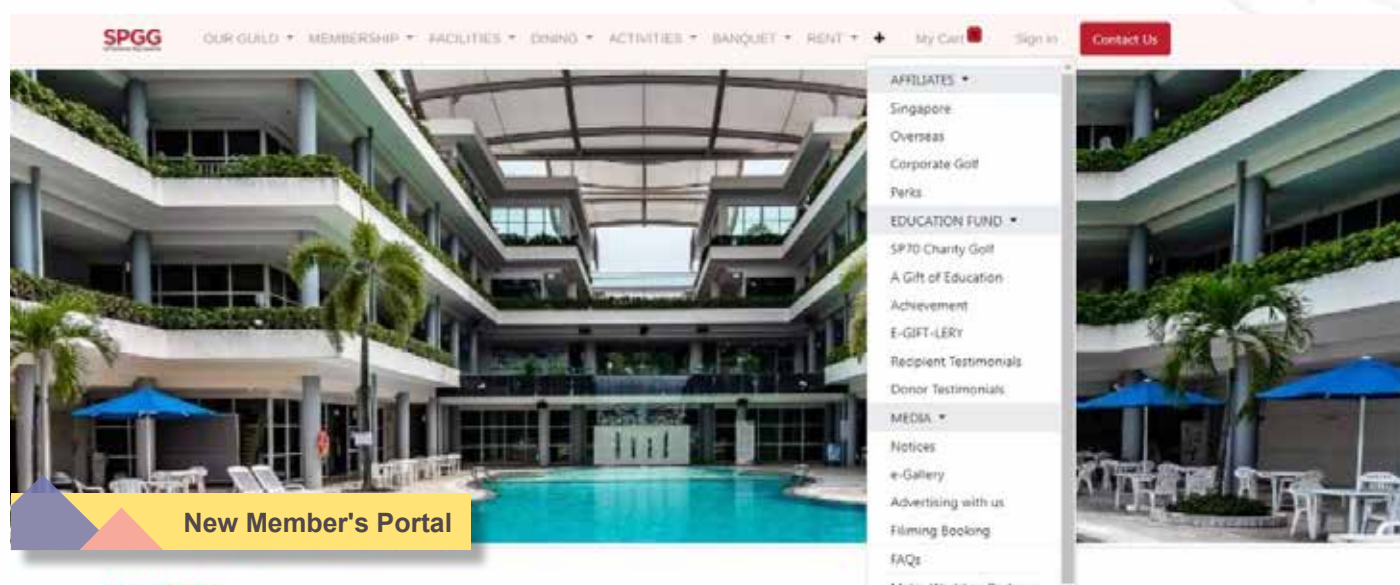 SPGG
OUR GUILD MEMBERSHIP FACILITIES DINING ACTIVITIES BANQUET RENT + My Cart Sign in Contact Us
AFFILIATES
Singapore
Overseas
Corporate Golf
Perks
EDUCATION FUND
SP70 Charity Golf
A Gift of Education
Achievement
E-GIFT-LERY
Recipient Testimonials
Donor Testimonials
MEDIA
Notices
e-Gallery
Advertising with us
Filiming Booking
FAQs
New Member's Portal